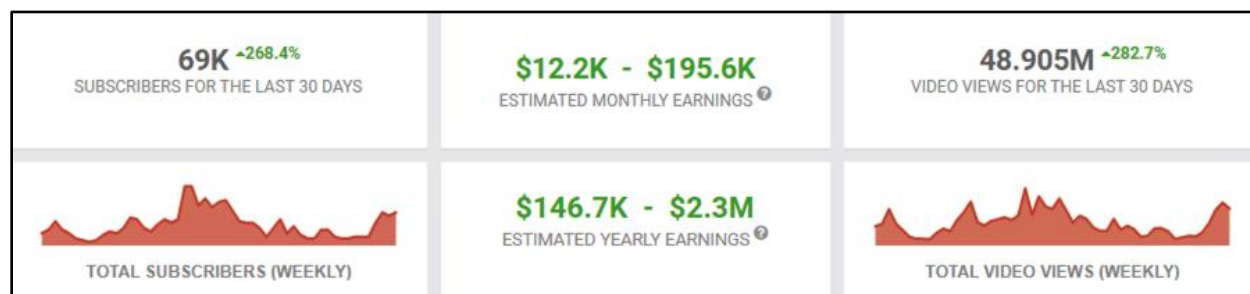 69K ▲268.4%
SUBSCRIBERS FOR THE LAST 30 DAYS
$12.2K - $195.6K
ESTIMATED MONTHLY EARNINGS ?
48.905M ▲282.7%
VIDEO VIEWS FOR THE LAST 30 DAYS
TOTAL SUBSCRIBERS (WEEKLY)
$146.7K - $2.3M
ESTIMATED YEARLY EARNINGS ?
TOTAL VIDEO VIEWS (WEEKLY)